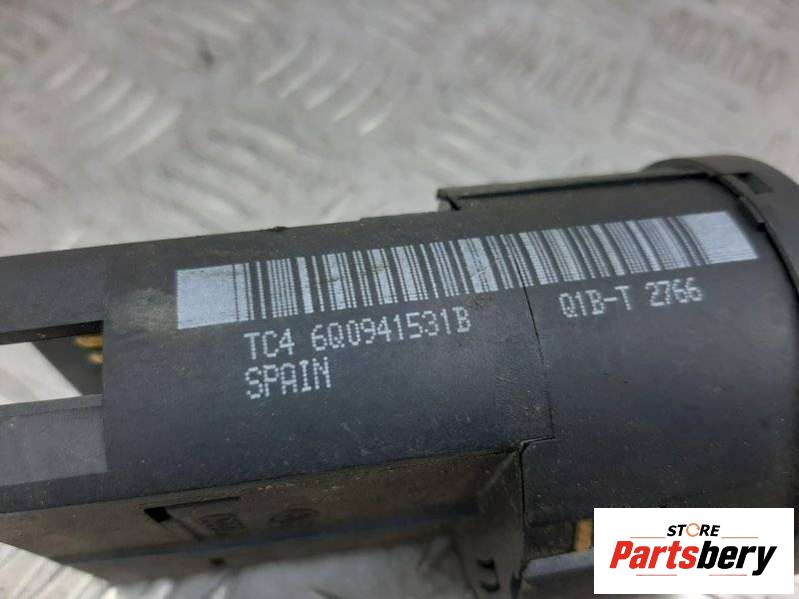 TC4 6Q0941531B
Q1B-T 2766
SPAIN
STORE
Partsbery